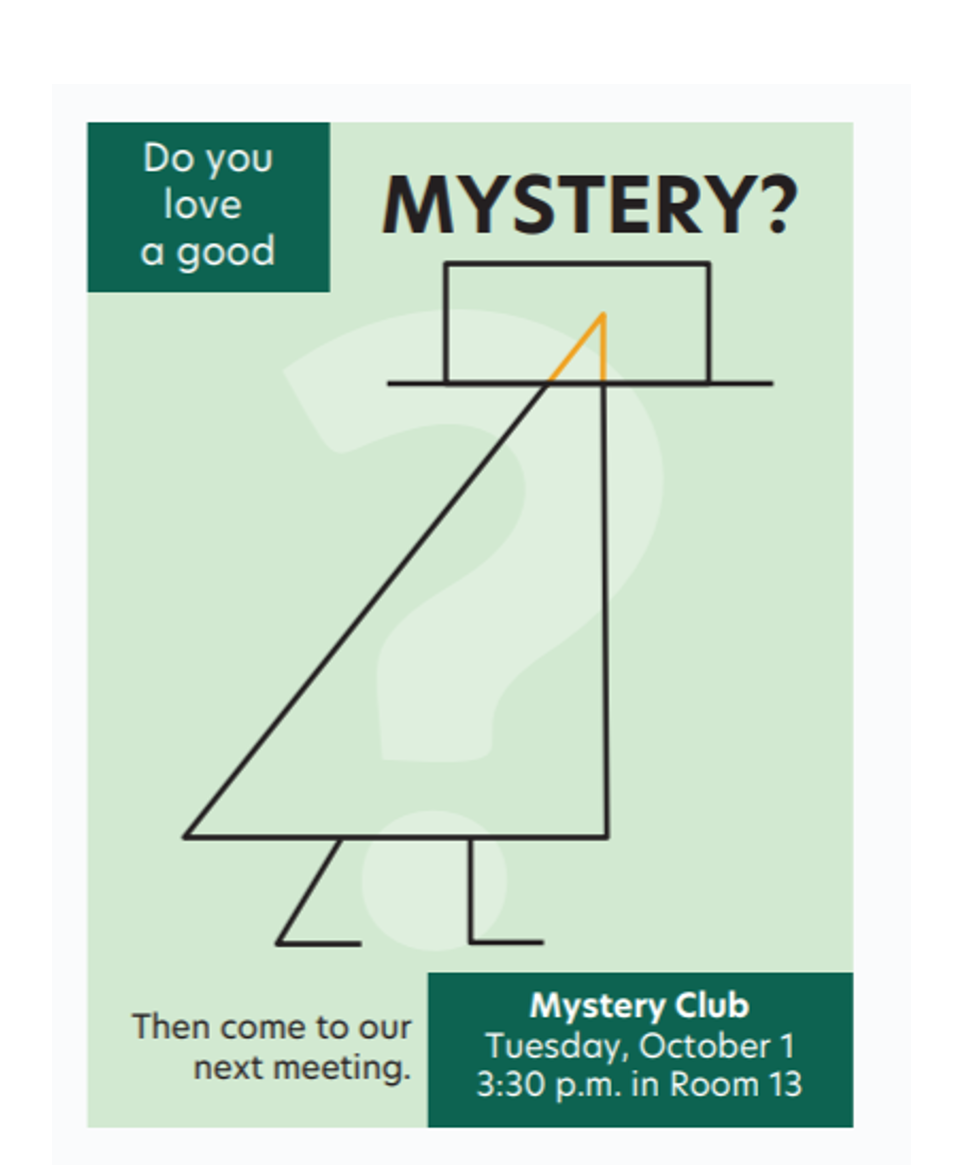 Do you
love
a good
MYSTERY?
Then come to our
next meeting.
Mystery Club
Tuesday, October 1
3:30 p.m. in Room 13